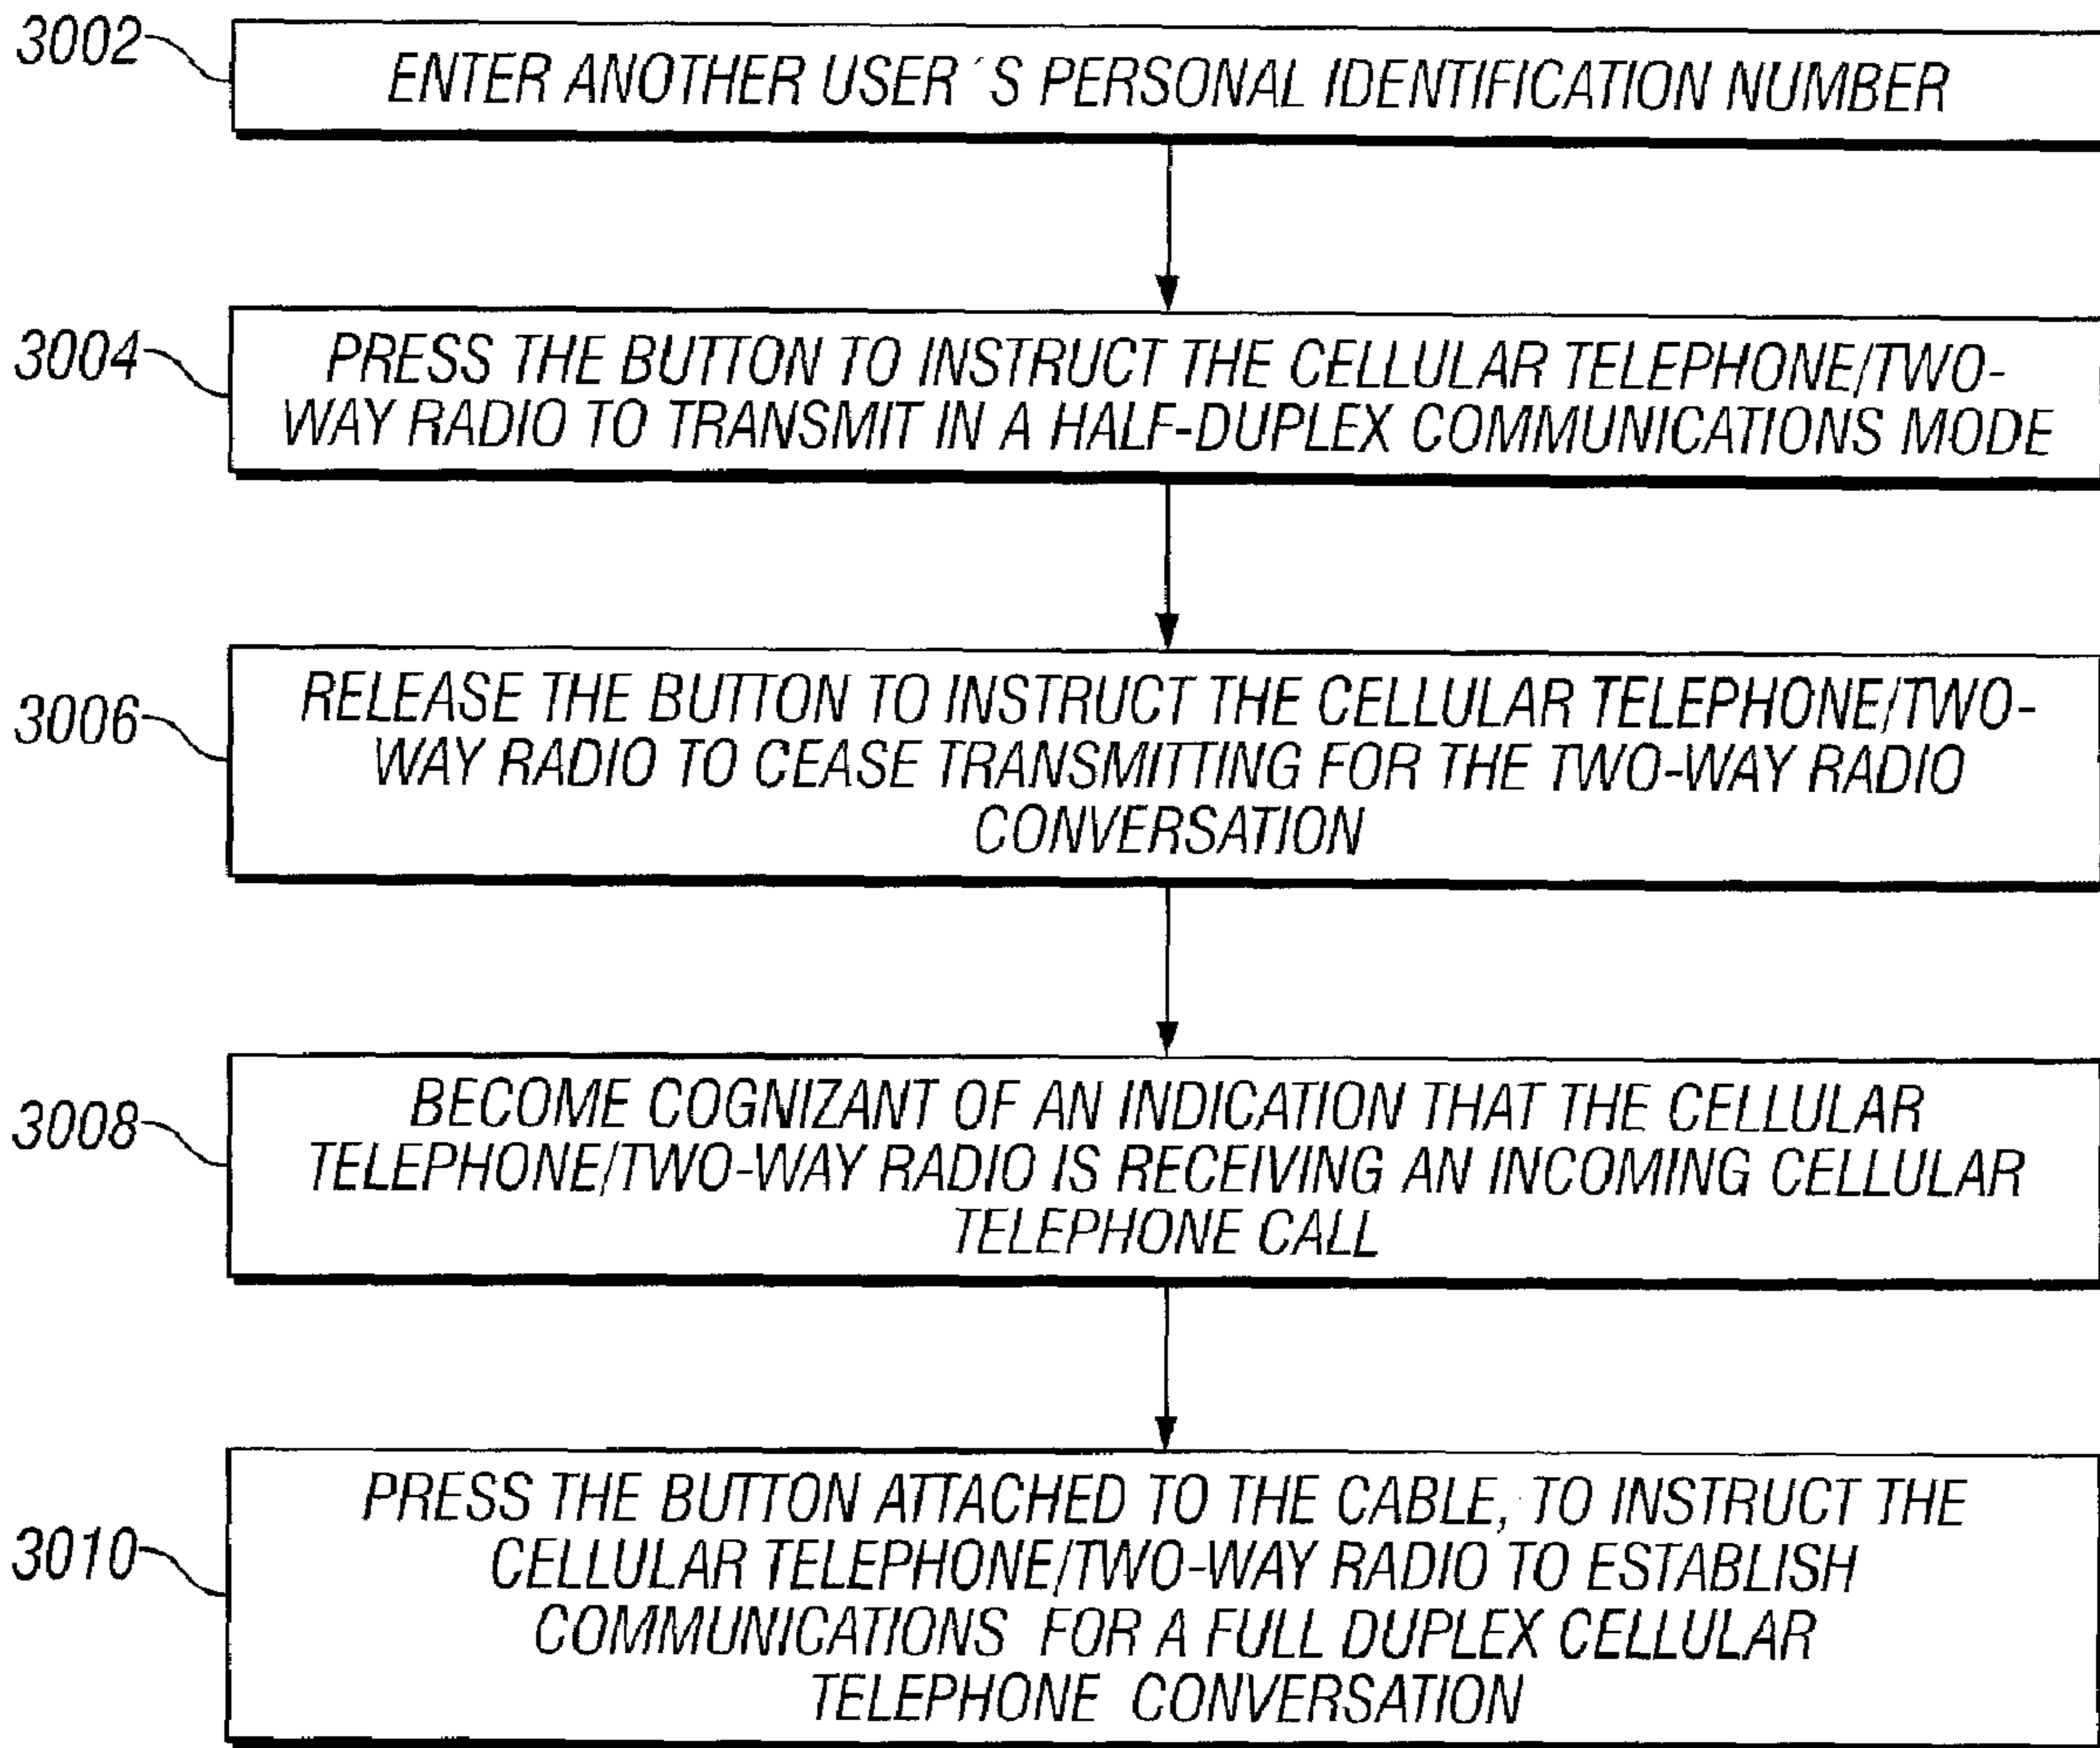 3002
ENTER ANOTHER USER´S PERSONAL IDENTIFICATION NUMBER
3004
PRESS THE BUTTON TO INSTRUCT THE CELLULAR TELEPHONE/TWO-
WAY RADIO TO TRANSMIT IN A HALF-DUPLEX COMMUNICATIONS MODE
3006
RELEASE THE BUTTON TO INSTRUCT THE CELLULAR TELEPHONE/TWO-
WAY RADIO TO CEASE TRANSMITTING FOR THE TWO-WAY RADIO
CONVERSATION
3008
BECOME COGNIZANT OF AN INDICATION THAT THE CELLULAR
TELEPHONE/TWO-WAY RADIO IS RECEIVING AN INCOMING CELLULAR
TELEPHONE CALL
3010
PRESS THE BUTTON ATTACHED TO THE CABLE, TO INSTRUCT THE
CELLULAR TELEPHONE/TWO-WAY RADIO TO ESTABLISH
COMMUNICATIONS FOR A FULL DUPLEX CELLULAR
TELEPHONE CONVERSATION